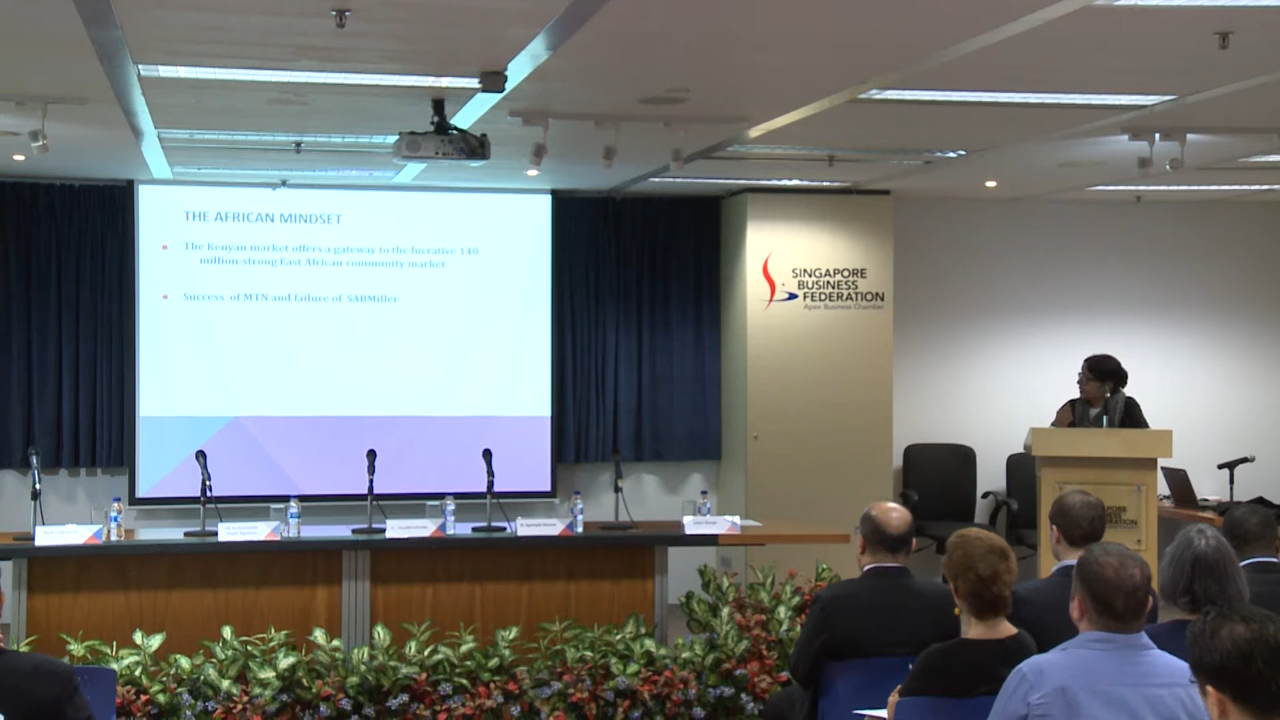 THE AFRICAN MINDSET
The Kenyan market offers a gateway to the lucrative 140
million-strong East African community market
Success of MTN and failure of SABMiller
SINGAPORE
BUSINESS
FEDERATION
Apex Business Chamber